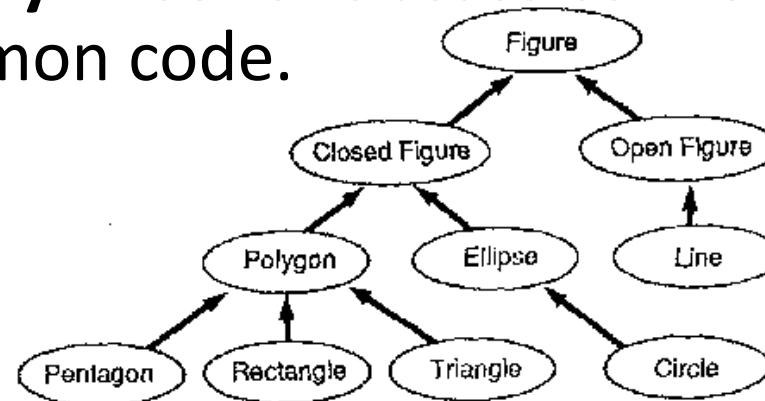 mon code.
Figure
Closed Figure Open Figure
Polygon Ellipse Line
Pentagon Rectangle Triangle Circle